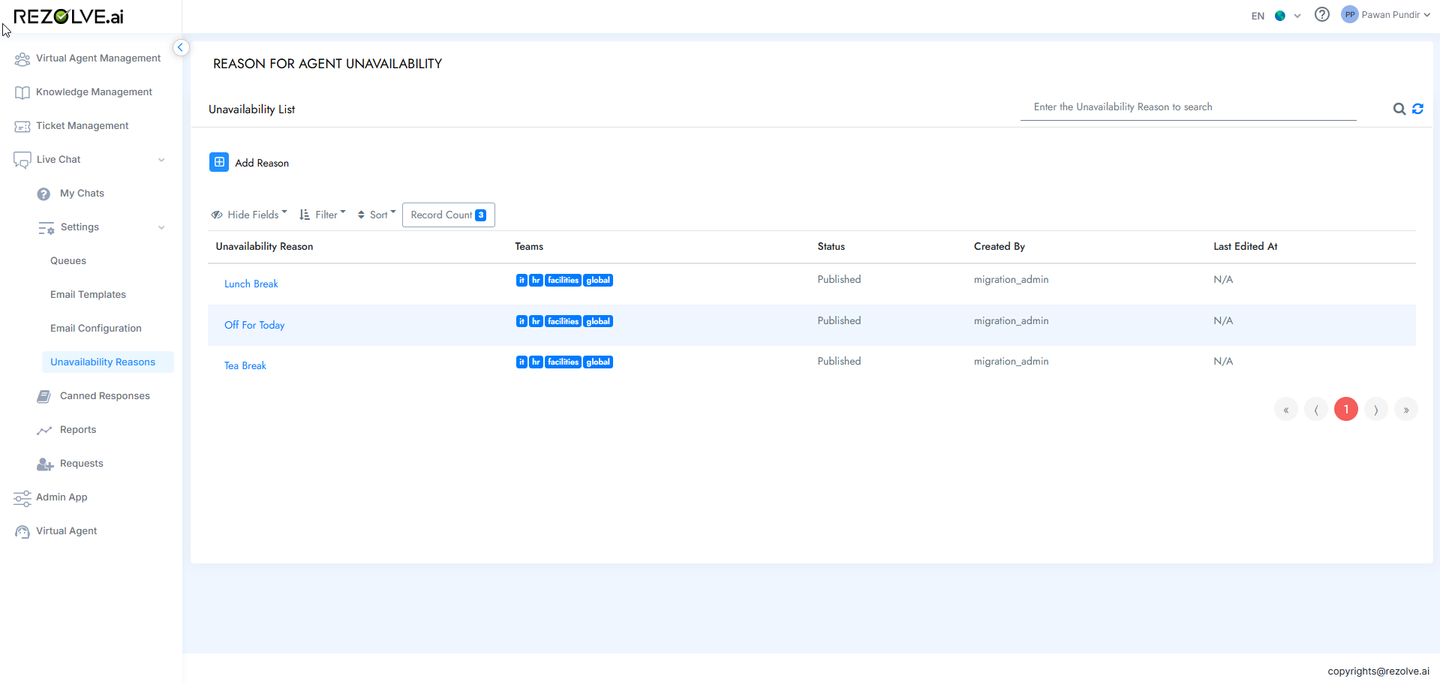 REZOLVE.ai
EN
PP Pawan Pundir
Virtual Agent Management
Knowledge Management
Ticket Management
Live Chat
My Chats
Settings
Queues
Email Templates
Email Configuration
Unavailability Reasons
Canned Responses
Reports
Requests
Admin App
Virtual Agent
REASON FOR AGENT UNAVAILABILITY
Unavailability List
Enter the Unavailability Reason to search
Add Reason
Hide Fields Filter Sort Record Count 3
Unavailability Reason Teams Status Created By Last Edited At
Lunch Break it hr facilities global Published migration_admin N/A
Off For Today it hr facilities global Published migration_admin N/A
Tea Break it hr facilities global Published migration_admin N/A
« ⟨ 1 ⟩ »
copyrights@rezolve.ai